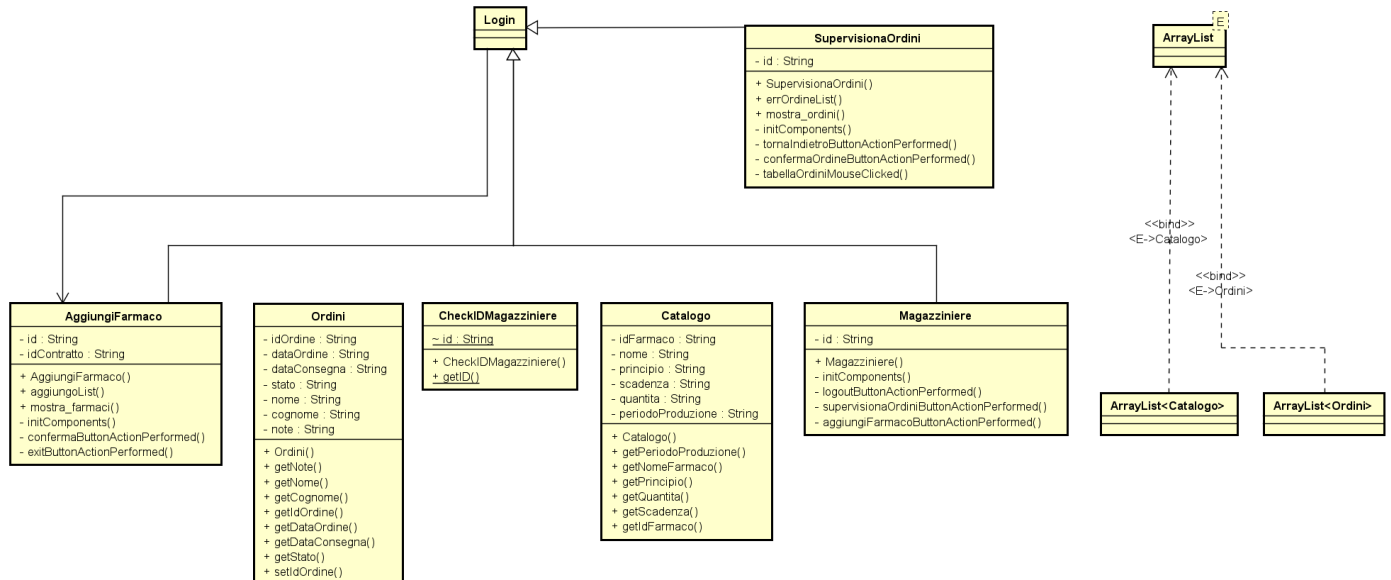 Login
SupervisionaOrdini
- id : String
+ SupervisionaOrdini()
+ errOrdineList()
+ mostra_ordini()
- initComponents()
- tornaIndietroButtonActionPerformed()
- confermaOrdineButtonActionPerformed()
- tabellaOrdiniMouseClicked()
E
ArrayList
<<bind>>
<E->Catalogo>
<<bind>>
<E->Ordini>
AggiungiFarmaco
- id : String
- idContratto : String
+ AggiungiFarmaco()
+ aggiungoList()
+ mostra_farmaci()
- initComponents()
- confermaButtonActionPerformed()
- exitButtonActionPerformed()
Ordini
- idOrdine : String
- dataOrdine : String
- dataConsegna : String
- stato : String
- nome : String
- cognome : String
- note : String
+ Ordini()
+ getNote()
+ getNome()
+ getCognome()
+ getIdOrdine()
+ getDataOrdine()
+ getDataConsegna()
+ getStato()
+ setIdOrdine()
CheckIDMagazziniere
~ id : String
+ CheckIDMagazziniere()
+ getID()
Catalogo
- idFarmaco : String
- nome : String
- principio : String
- scadenza : String
- quantita : String
- periodoProduzione : String
+ Catalogo()
+ getPeriodoProduzione()
+ getNomeFarmaco()
+ getPrincipio()
+ getQuantita()
+ getScadenza()
+ getIdFarmaco()
Magazziniere
- id : String
+ Magazziniere()
- initComponents()
- logoutButtonActionPerformed()
- supervisionaOrdiniButtonActionPerformed()
- aggiungiFarmacoButtonActionPerformed()
ArrayList<Catalogo>
ArrayList<Ordini>